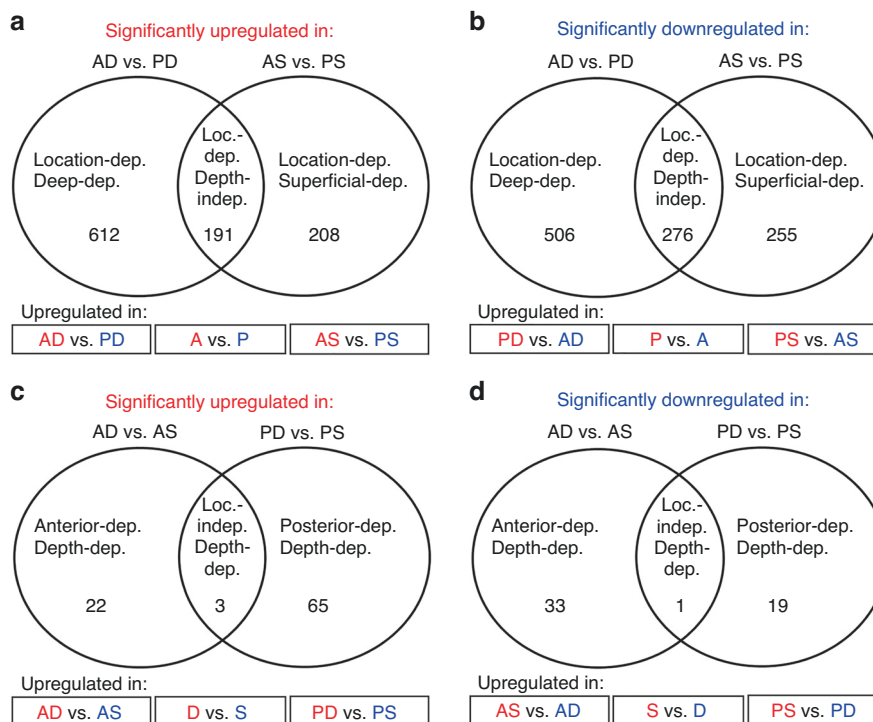 a
Significantly upregulated in:
AD vs. PD
AS vs. PS
Location-dep.
Deep-dep.
612
Loc.-
dep.
Depth-
indep.
191
Location-dep.
Superficial-dep.
208
Upregulated in:
AD vs. PD
A vs. P
AS vs. PS
b
Significantly downregulated in:
AD vs. PD
AS vs. PS
Location-dep.
Deep-dep.
506
Loc.-
dep.
Depth-
indep.
276
Location-dep.
Superficial-dep.
255
Upregulated in:
PD vs. AD
P vs. A
PS vs. AS
c
Significantly upregulated in:
AD vs. AS
PD vs. PS
Anterior-dep.
Depth-dep.
22
Loc.-
indep.
Depth-
dep.
3
Posterior-dep.
Depth-dep.
65
Upregulated in:
AD vs. AS
D vs. S
PD vs. PS
d
Significantly downregulated in:
AD vs. AS
PD vs. PS
Anterior-dep.
Depth-dep.
33
Loc.-
indep.
Depth-
dep.
1
Posterior-dep.
Depth-dep.
19
Upregulated in:
AS vs. AD
S vs. D
PS vs. PD